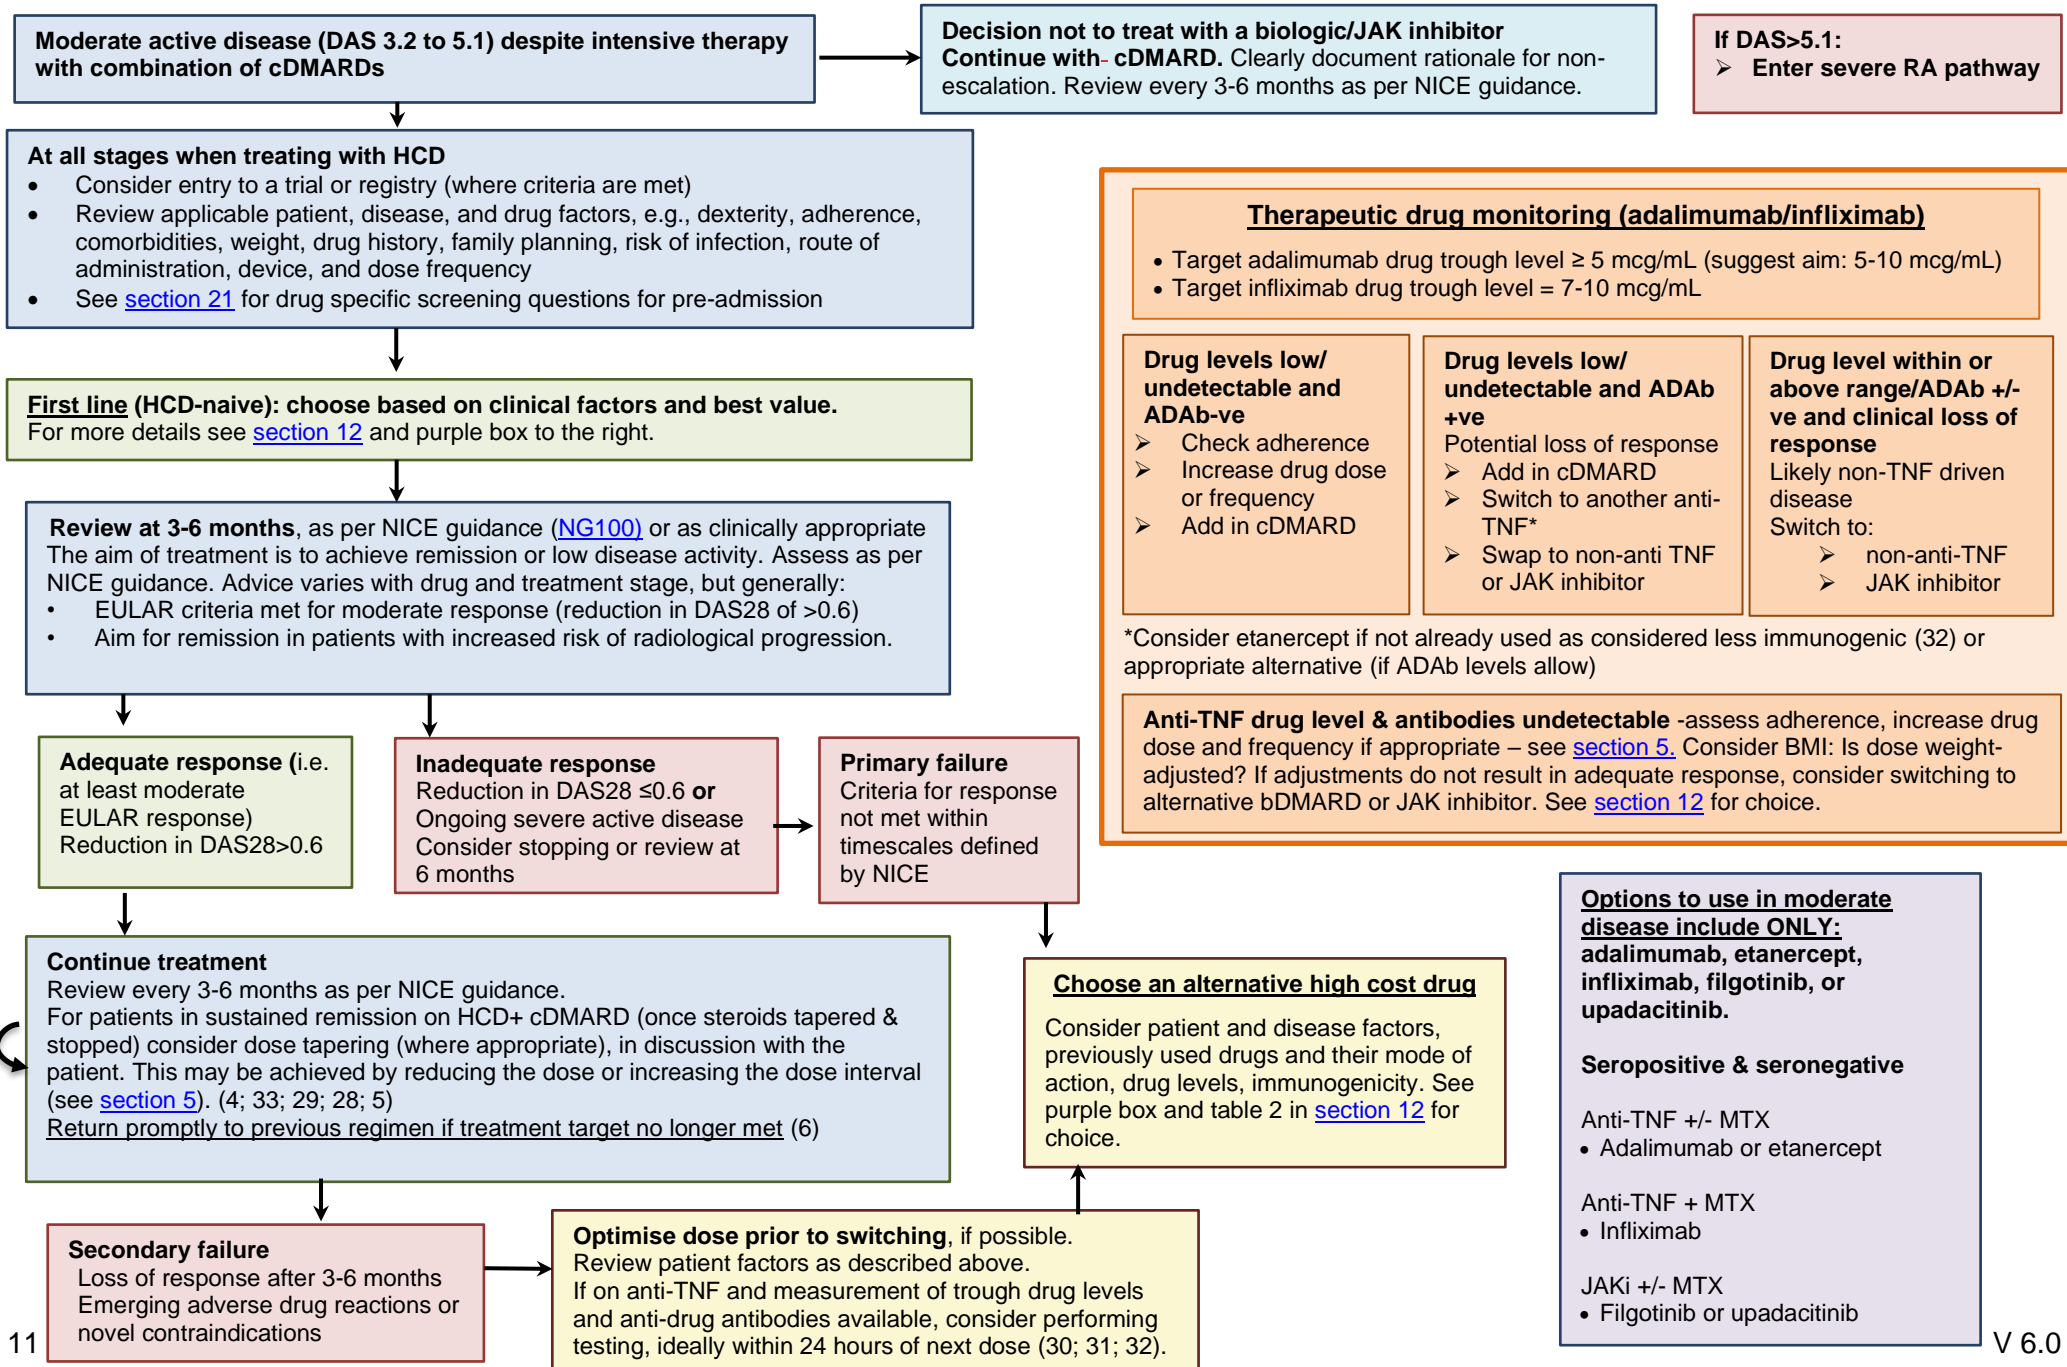 Moderate active disease (DAS 3.2 to 5.1) despite intensive therapy
with combination of cDMARDs
Decision not to treat with a biologic/JAK inhibitor
Continue with- cDMARD. Clearly document rationale for non-
escalation. Review every 3-6 months as per NICE guidance.
If DAS>5.1:
➢ Enter severe RA pathway
At all stages when treating with HCD
• Consider entry to a trial or registry (where criteria are met)
• Review applicable patient, disease, and drug factors, e.g., dexterity, adherence,
comorbidities, weight, drug history, family planning, risk of infection, route of
administration, device, and dose frequency
• See section 21 for drug specific screening questions for pre-admission
First line (HCD-naive): choose based on clinical factors and best value.
For more details see section 12 and purple box to the right.
Review at 3-6 months, as per NICE guidance (NG100) or as clinically appropriate
The aim of treatment is to achieve remission or low disease activity. Assess as per
NICE guidance. Advice varies with drug and treatment stage, but generally:
• EULAR criteria met for moderate response (reduction in DAS28 of >0.6)
• Aim for remission in patients with increased risk of radiological progression.
Therapeutic drug monitoring (adalimumab/infliximab)
• Target adalimumab drug trough level ≥ 5 mcg/mL (suggest aim: 5-10 mcg/mL)
• Target infliximab drug trough level = 7-10 mcg/mL
Drug levels low/
undetectable and
ADAb-ve
➢ Check adherence
➢ Increase drug dose
or frequency
➢ Add in cDMARD
Drug levels low/
undetectable and ADAb
+ve
Potential loss of response
➢ Add in cDMARD
➢ Switch to another anti-
TNF*
➢ Swap to non-anti TNF
or JAK inhibitor
Drug level within or
above range/ADAb +/-
ve and clinical loss of
response
Likely non-TNF driven
disease
Switch to:
➢ non-anti-TNF
➢ JAK inhibitor
*Consider etanercept if not already used as considered less immunogenic (32) or
appropriate alternative (if ADAb levels allow)
Anti-TNF drug level & antibodies undetectable -assess adherence, increase drug
dose and frequency if appropriate – see section 5. Consider BMI: Is dose weight-
adjusted? If adjustments do not result in adequate response, consider switching to
alternative bDMARD or JAK inhibitor. See section 12 for choice.
Adequate response (i.e.
at least moderate
EULAR response)
Reduction in DAS28>0.6
Inadequate response
Reduction in DAS28 ≤0.6 or
Ongoing severe active disease
Consider stopping or review at
6 months
Primary failure
Criteria for response
not met within
timescales defined
by NICE
Continue treatment
Review every 3-6 months as per NICE guidance.
For patients in sustained remission on HCD+ cDMARD (once steroids tapered &
stopped) consider dose tapering (where appropriate), in discussion with the
patient. This may be achieved by reducing the dose or increasing the dose interval
(see section 5). (4; 33; 29; 28; 5)
Return promptly to previous regimen if treatment target no longer met (6)
Choose an alternative high cost drug
Consider patient and disease factors,
previously used drugs and their mode of
action, drug levels, immunogenicity. See
purple box and table 2 in section 12 for
choice.
Options to use in moderate
disease include ONLY:
adalimumab, etanercept,
infliximab, filgotinib, or
upadacitinib.
Seropositive & seronegative
Anti-TNF +/- MTX
• Adalimumab or etanercept
Anti-TNF + MTX
• Infliximab
JAKi +/- MTX
• Filgotinib or upadacitinib
Secondary failure
Loss of response after 3-6 months
Emerging adverse drug reactions or
novel contraindications
Optimise dose prior to switching, if possible.
Review patient factors as described above.
If on anti-TNF and measurement of trough drug levels
and anti-drug antibodies available, consider performing
testing, ideally within 24 hours of next dose (30; 31; 32).
11
V 6.0